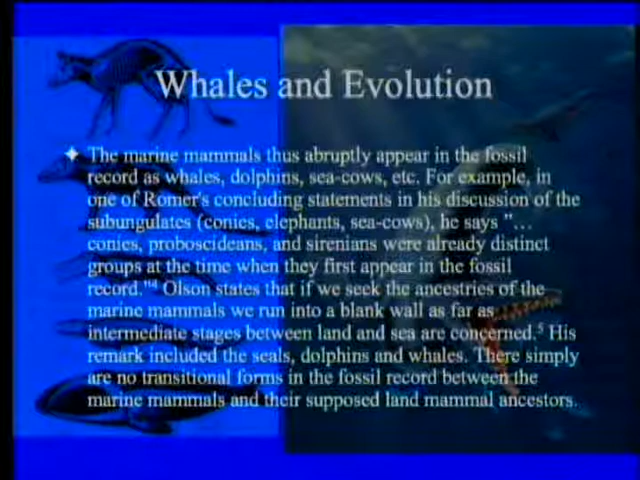 Whales and Evolution
The marine mammals thus abruptly appear in the fossil
record as whales, dolphins, sea-cows, etc. For example, in
one of Romer's concluding statements in his discussion of the
subungulates (conies, elephants, sea-cows), he says "…
conies, proboscideans, and sirenians were already distinct
groups at the time when they first appear in the fossil
record."⁴ Olson states that if we seek the ancestries of the
marine mammals we run into a blank wall as far as
intermediate stages between land and sea are concerned.⁵ His
remark included the seals, dolphins and whales. There simply
are no transitional forms in the fossil record between the
marine mammals and their supposed land mammal ancestors.